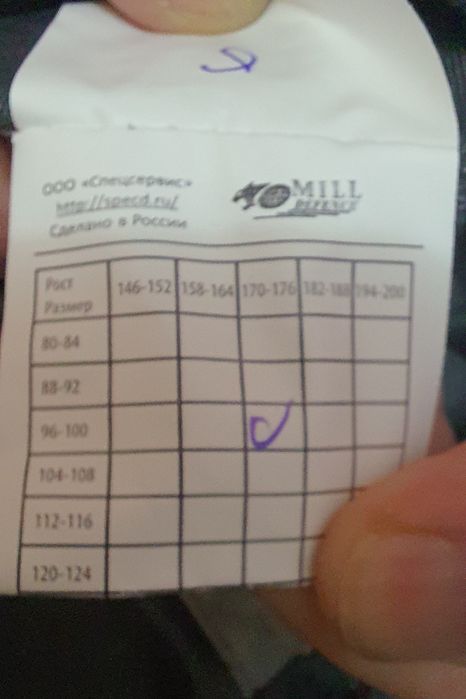 ООО «Спецсервис»
http://specd.ru/
Сделано в России
MILL
DEFENCE
Рост 146-152 158-164 170-176 182-188 194-200
Размер
80-84
88-92
96-100
104-108
112-116
120-124